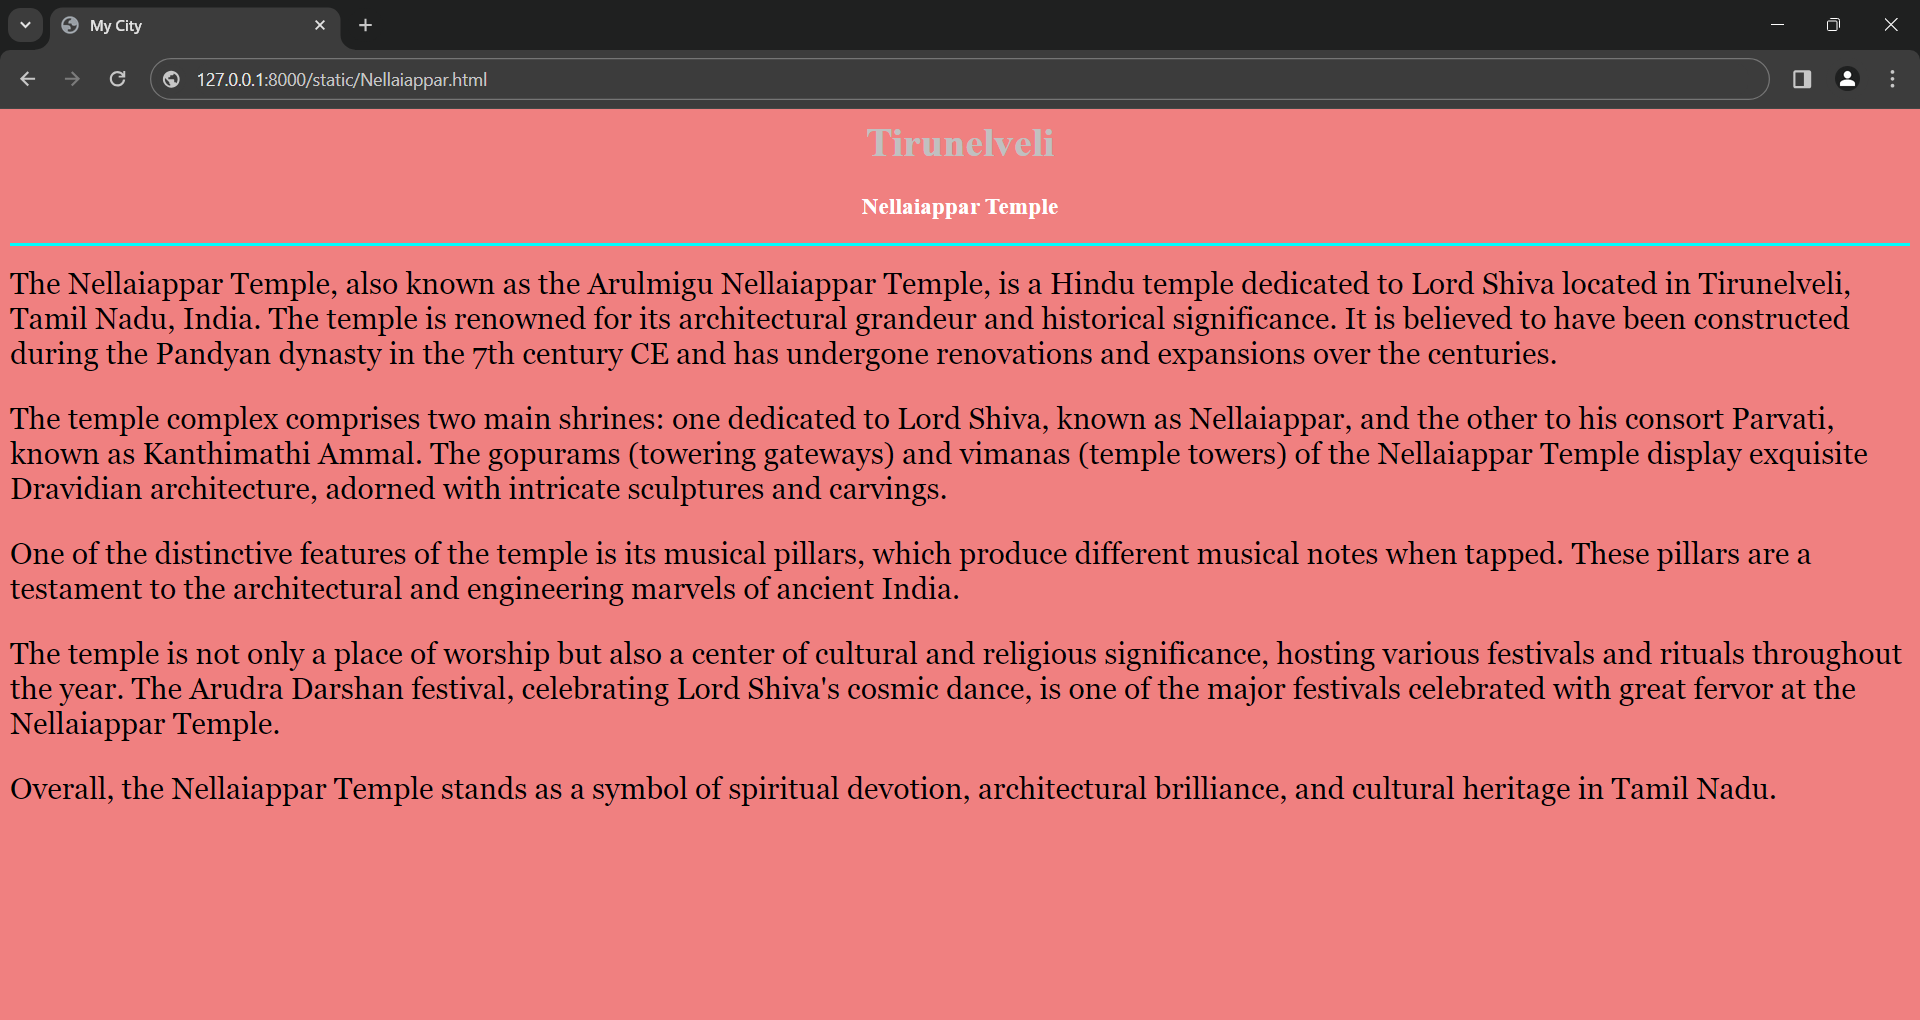 My City
127.0.0.1:8000/static/Nellaiappar.html
Tirunelveli
Nellaiappar Temple
The Nellaiappar Temple, also known as the Arulmigu Nellaiappar Temple, is a Hindu temple dedicated to Lord Shiva located in Tirunelveli,
Tamil Nadu, India. The temple is renowned for its architectural grandeur and historical significance. It is believed to have been constructed
during the Pandyan dynasty in the 7th century CE and has undergone renovations and expansions over the centuries.
The temple complex comprises two main shrines: one dedicated to Lord Shiva, known as Nellaiappar, and the other to his consort Parvati,
known as Kanthimathi Ammal. The gopurams (towering gateways) and vimanas (temple towers) of the Nellaiappar Temple display exquisite
Dravidian architecture, adorned with intricate sculptures and carvings.
One of the distinctive features of the temple is its musical pillars, which produce different musical notes when tapped. These pillars are a
testament to the architectural and engineering marvels of ancient India.
The temple is not only a place of worship but also a center of cultural and religious significance, hosting various festivals and rituals throughout
the year. The Arudra Darshan festival, celebrating Lord Shiva's cosmic dance, is one of the major festivals celebrated with great fervor at the
Nellaiappar Temple.
Overall, the Nellaiappar Temple stands as a symbol of spiritual devotion, architectural brilliance, and cultural heritage in Tamil Nadu.